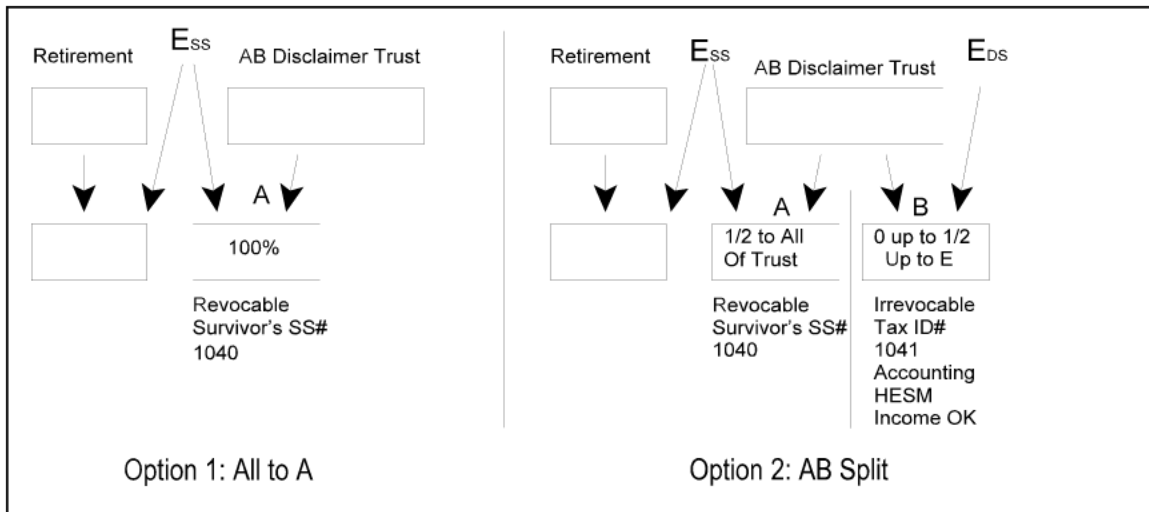 Retirement
Ess
AB Disclaimer Trust
A
100%
Revocable
Survivor's SS#
1040
Option 1: All to A
Retirement
Ess
AB Disclaimer Trust
EDS
A
1/2 to All
Of Trust
Revocable
Survivor's SS#
1040
B
0 up to 1/2
Up to E
Irrevocable
Tax ID#
1041
Accounting
HESM
Income OK
Option 2: AB Split